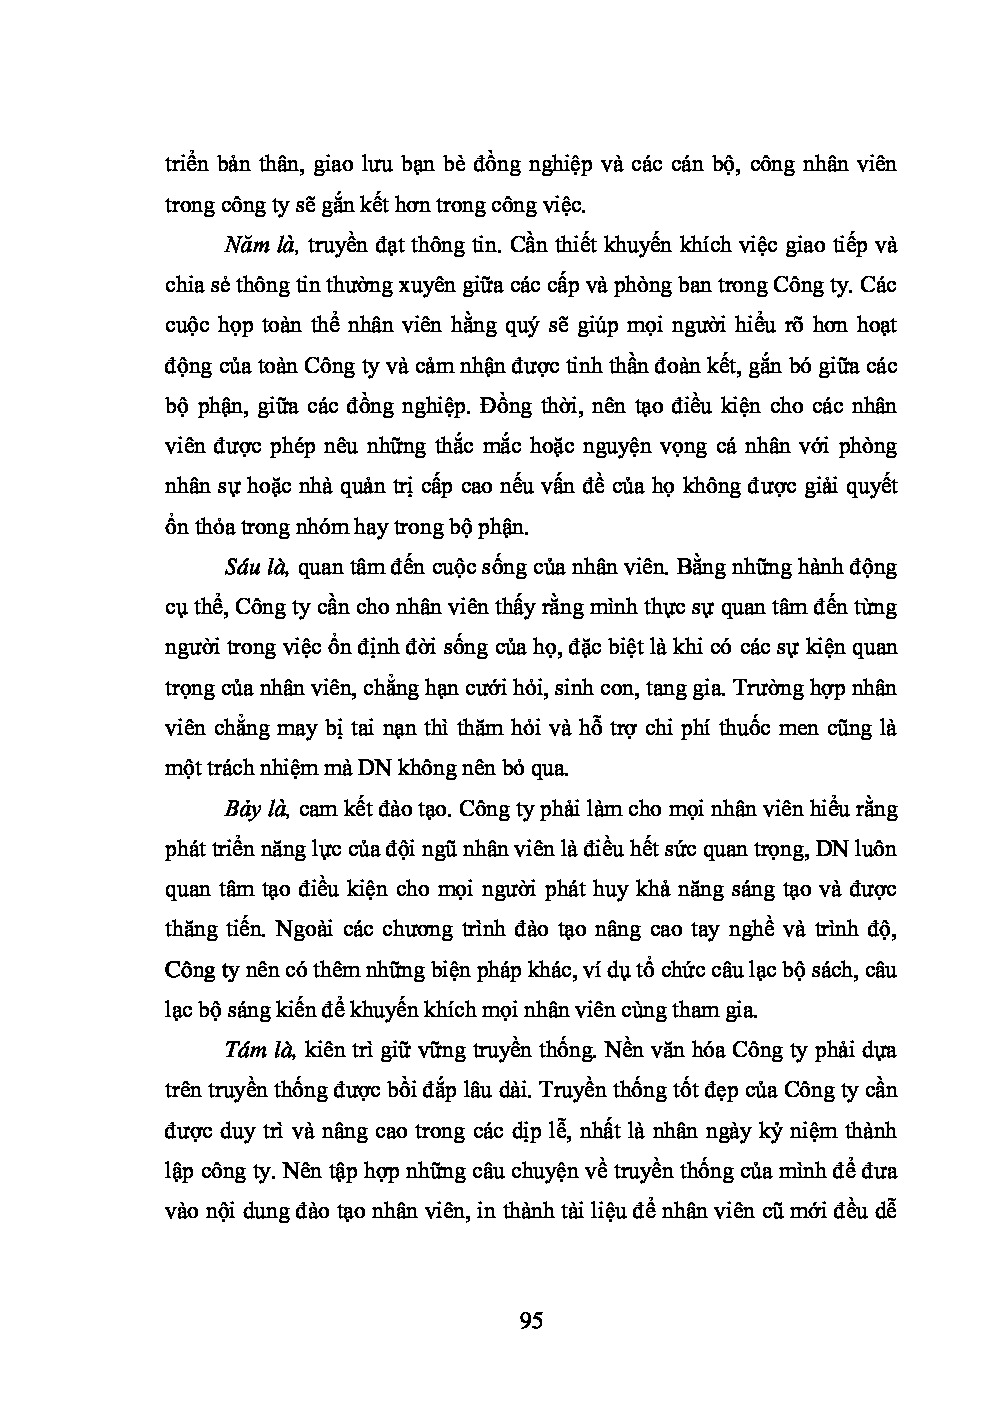 triển bản thân, giao lưu bạn bè đồng nghiệp và các cán bộ, công nhân viên
trong công ty sẽ gắn kết hơn trong công việc.
Năm là, truyền đạt thông tin. Cần thiết khuyến khích việc giao tiếp và
chia sẻ thông tin thường xuyên giữa các cấp và phòng ban trong Công ty. Các
cuộc họp toàn thể nhân viên hằng quý sẽ giúp mọi người hiểu rõ hơn hoạt
động của toàn Công ty và cảm nhận được tinh thần đoàn kết, gắn bó giữa các
bộ phận, giữa các đồng nghiệp. Đồng thời, nên tạo điều kiện cho các nhân
viên được phép nêu những thắc mắc hoặc nguyện vọng cá nhân với phòng
nhân sự hoặc nhà quản trị cấp cao nếu vấn đề của họ không được giải quyết
ổn thỏa trong nhóm hay trong bộ phận.
Sáu là, quan tâm đến cuộc sống của nhân viên. Bằng những hành động
cụ thể, Công ty cần cho nhân viên thấy rằng mình thực sự quan tâm đến từng
người trong việc ổn định đời sống của họ, đặc biệt là khi có các sự kiện quan
trọng của nhân viên, chẳng hạn cưới hỏi, sinh con, tang gia. Trường hợp nhân
viên chẳng may bị tai nạn thì thăm hỏi và hỗ trợ chi phí thuốc men cũng là
một trách nhiệm mà DN không nên bỏ qua.
Bảy là, cam kết đào tạo. Công ty phải làm cho mọi nhân viên hiểu rằng
phát triển năng lực của đội ngũ nhân viên là điều hết sức quan trọng, DN luôn
quan tâm tạo điều kiện cho mọi người phát huy khả năng sáng tạo và được
thăng tiến. Ngoài các chương trình đào tạo nâng cao tay nghề và trình độ,
Công ty nên có thêm những biện pháp khác, ví dụ tổ chức câu lạc bộ sách, câu
lạc bộ sáng kiến để khuyến khích mọi nhân viên cùng tham gia.
Tám là, kiên trì giữ vững truyền thống. Nền văn hóa Công ty phải dựa
trên truyền thống được bồi đắp lâu dài. Truyền thống tốt đẹp của Công ty cần
được duy trì và nâng cao trong các dịp lễ, nhất là nhân ngày kỷ niệm thành
lập công ty. Nên tập hợp những câu chuyện về truyền thống của mình để đưa
vào nội dung đào tạo nhân viên, in thành tài liệu để nhân viên cũ mới đều dễ
95